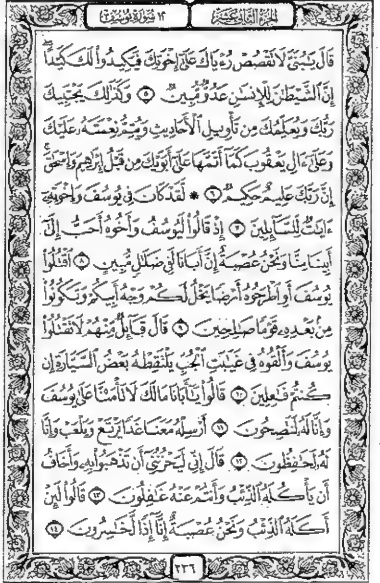 الجزء الثاني عشر
١٢ سورة يوسف
قَالَ يَـٰبُنَىَّ لَا تَقْصُصْ رُءْيَاكَ عَلَىٰٓ إِخْوَتِكَ فَيَكِيدُوا۟ لَكَ كَيْدًا ۖ
إِنَّ ٱلشَّيْطَـٰنَ لِلْإِنسَـٰنِ عَدُوٌّ مُّبِينٌ ۝٥ وَكَذَٰلِكَ يَجْتَبِيكَ
رَبُّكَ وَيُعَلِّمُكَ مِن تَأْوِيلِ ٱلْأَحَادِيثِ وَيُتِمُّ نِعْمَتَهُۥ عَلَيْكَ
وَعَلَىٰٓ ءَالِ يَعْقُوبَ كَمَآ أَتَمَّهَا عَلَىٰٓ أَبَوَيْكَ مِن قَبْلُ إِبْرَٰهِيمَ وَإِسْحَـٰقَ ۚ
إِنَّ رَبَّكَ عَلِيمٌ حَكِيمٌ ۝٦ ۞ لَّقَدْ كَانَ فِى يُوسُفَ وَإِخْوَتِهِۦٓ
ءَايَـٰتٌ لِّلسَّآئِلِينَ ۝٧ إِذْ قَالُوا۟ لَيُوسُفُ وَأَخُوهُ أَحَبُّ إِلَىٰٓ
أَبِينَا مِنَّا وَنَحْنُ عُصْبَةٌ إِنَّ أَبَانَا لَفِى ضَلَـٰلٍ مُّبِينٍ ۝٨ ٱقْتُلُوا۟
يُوسُفَ أَوِ ٱطْرَحُوهُ أَرْضًا يَخْلُ لَكُمْ وَجْهُ أَبِيكُمْ وَتَكُونُوا۟
مِنۢ بَعْدِهِۦ قَوْمًا صَـٰلِحِينَ ۝٩ قَالَ قَآئِلٌ مِّنْهُمْ لَا تَقْتُلُوا۟
يُوسُفَ وَأَلْقُوهُ فِى غَيَـٰبَتِ ٱلْجُبِّ يَلْتَقِطْهُ بَعْضُ ٱلسَّيَّارَةِ إِن
كُنتُمْ فَـٰعِلِينَ ۝١٠ قَالُوا۟ يَـٰٓأَبَانَا مَا لَكَ لَا تَأْمَ۫نَّا عَلَىٰ يُوسُفَ
وَإِنَّا لَهُۥ لَنَـٰصِحُونَ ۝١١ أَرْسِلْهُ مَعَنَا غَدًا يَرْتَعْ وَيَلْعَبْ وَإِنَّا
لَهُۥ لَحَـٰفِظُونَ ۝١٢ قَالَ إِنِّى لَيَحْزُنُنِىٓ أَن تَذْهَبُوا۟ بِهِۦ وَأَخَافُ
أَن يَأْكُلَهُ ٱلذِّئْبُ وَأَنتُمْ عَنْهُ غَـٰفِلُونَ ۝١٣ قَالُوا۟ لَئِنْ
أَكَلَهُ ٱلذِّئْبُ وَنَحْنُ عُصْبَةٌ إِنَّآ إِذًا لَّخَـٰسِرُونَ ۝١٤
٢٣٦